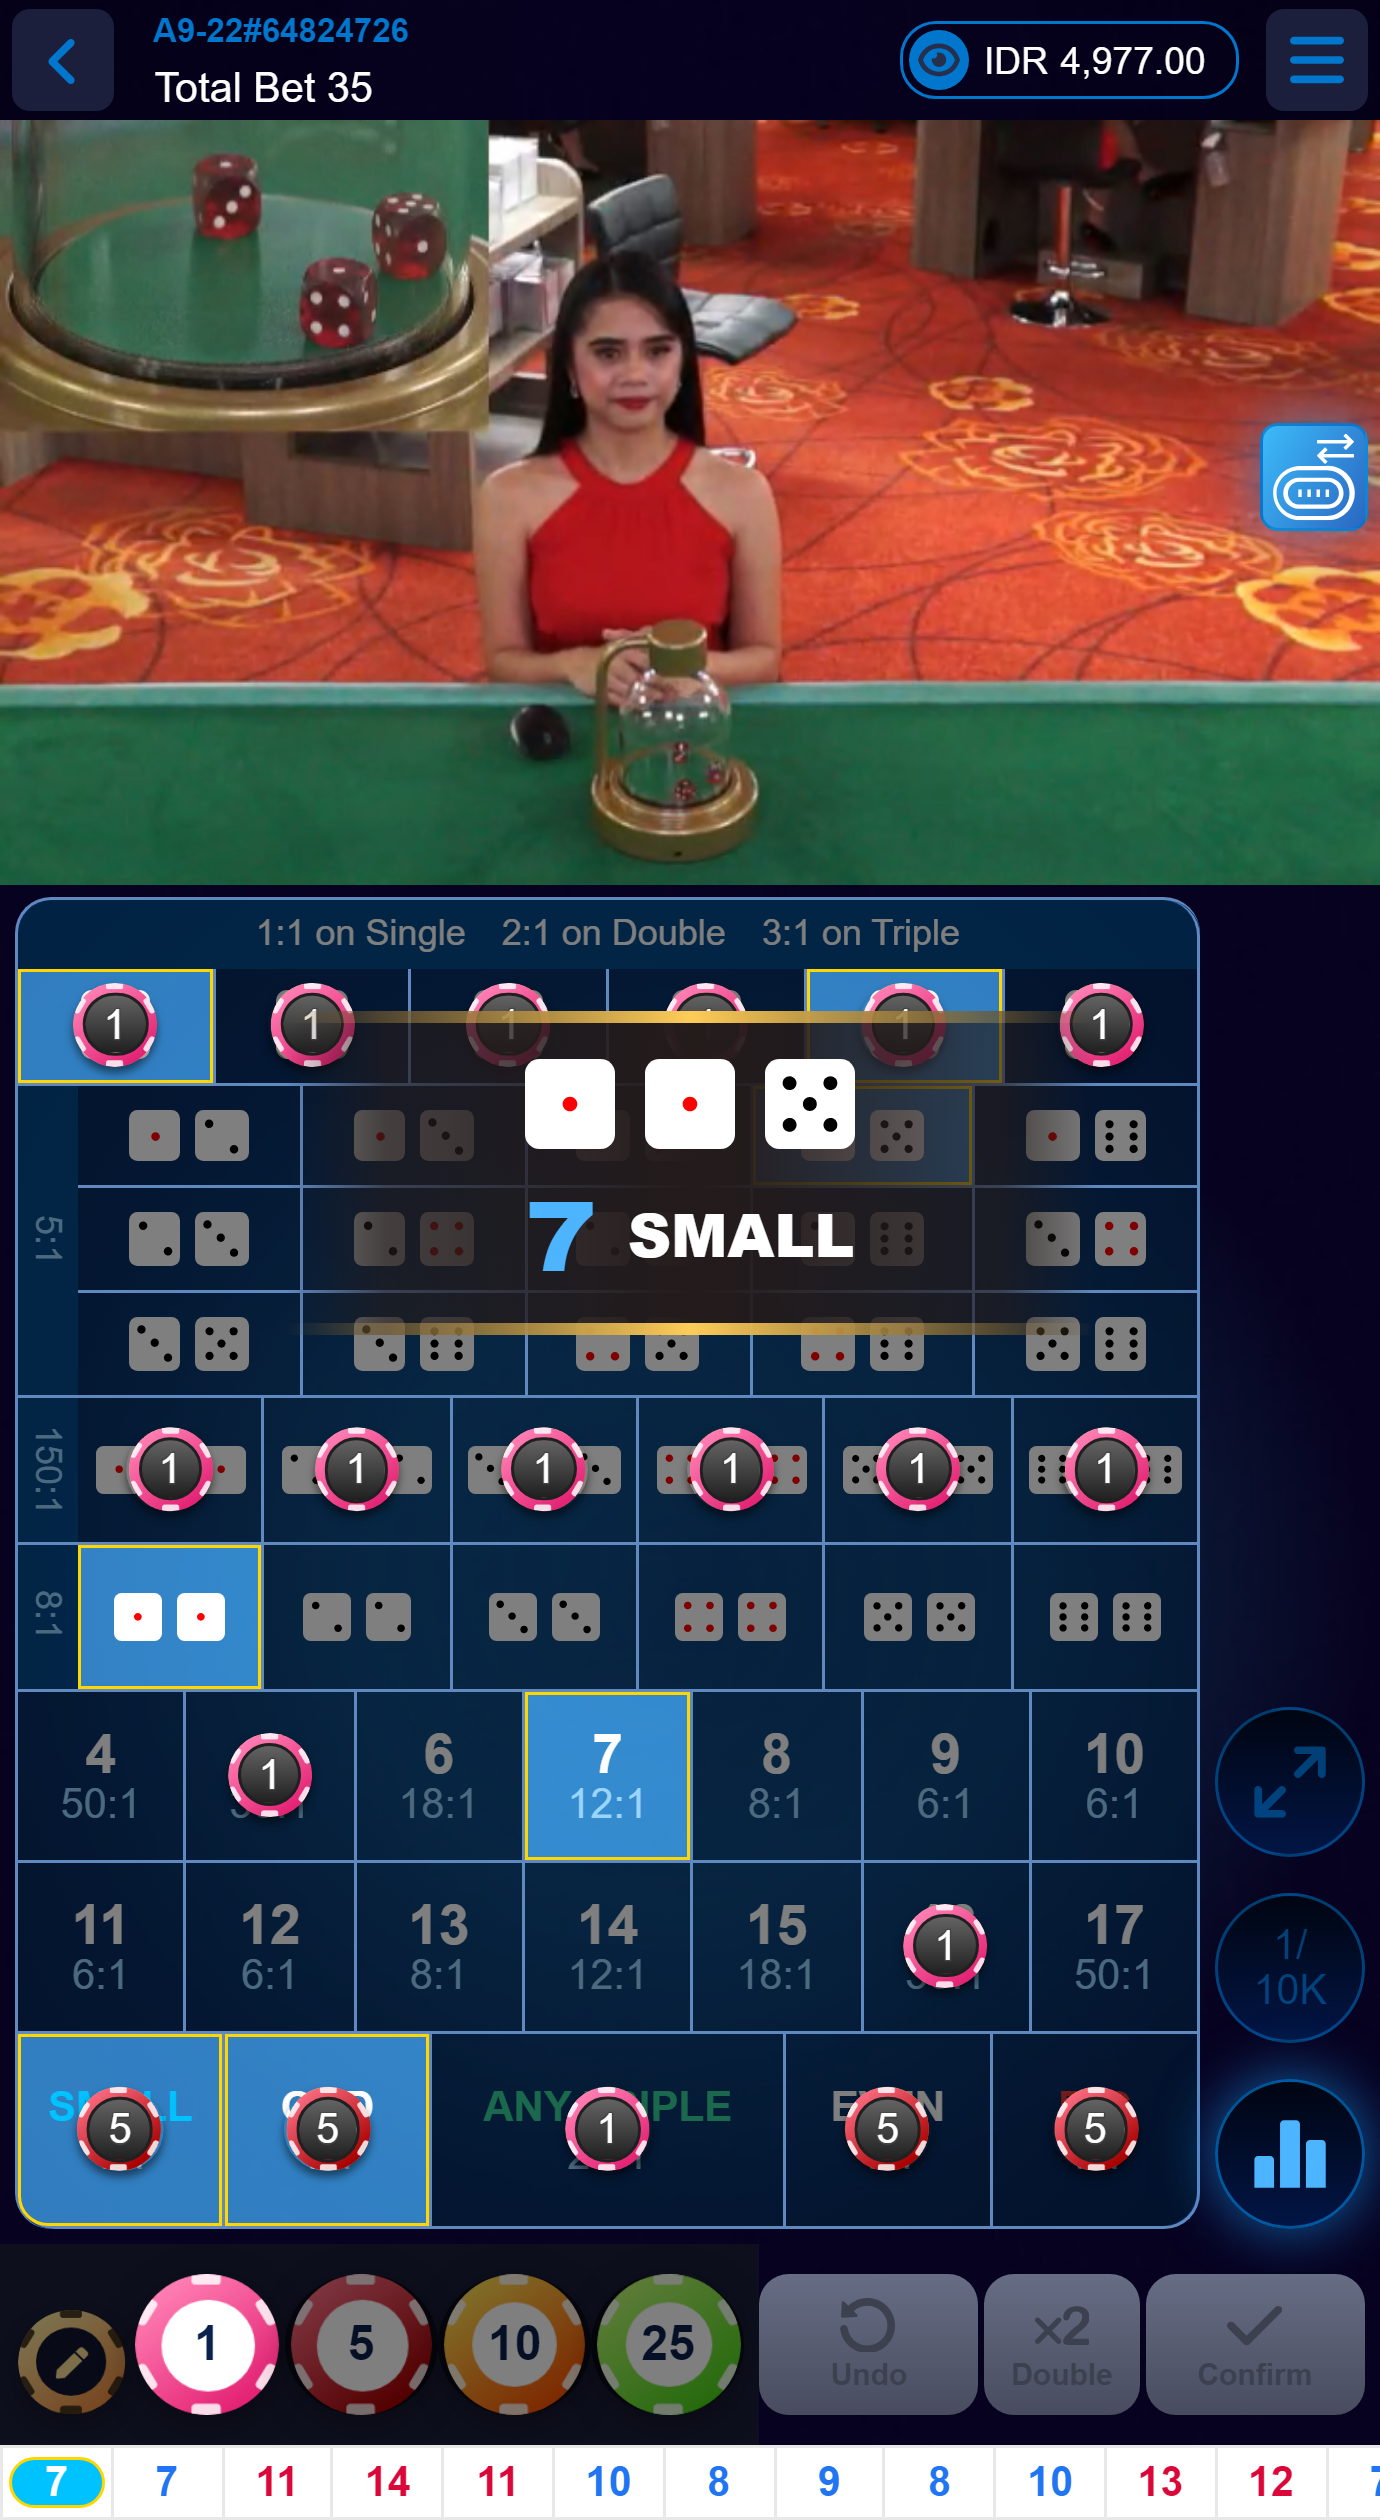 A9-22#64824726
Total Bet 35
IDR 4,977.00
1:1 on Single 2:1 on Double 3:1 on Triple
1 1 1 1 1 1
7 SMALL
5:1
150:1
1 1 1 1 1 1
8:1
4 1 6 7 8 9 10
50:1 18:1 12:1 8:1 6:1 6:1
11 12 13 14 15 1 17
6:1 6:1 8:1 12:1 18:1 50:1
5 5 1 5 5
1/
10K
1 5 10 25
x2
Undo Double Confirm
7 7 11 14 11 10 8 9 8 10 13 12